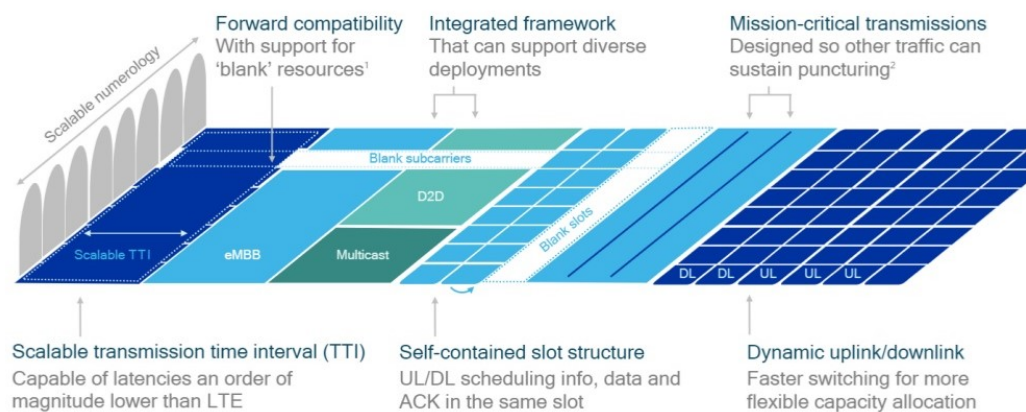 Forward compatibility
With support for
‘blank’ resources¹
Integrated framework
That can support diverse
deployments
Mission-critical transmissions
Designed so other traffic can
sustain puncturing²
Scalable numerology
Blank subcarriers
D2D
Blank slots
Scalable TTI
eMBB
Multicast
DL DL UL UL UL
Scalable transmission time interval (TTI)
Capable of latencies an order of
magnitude lower than LTE
Self-contained slot structure
UL/DL scheduling info, data and
ACK in the same slot
Dynamic uplink/downlink
Faster switching for more
flexible capacity allocation